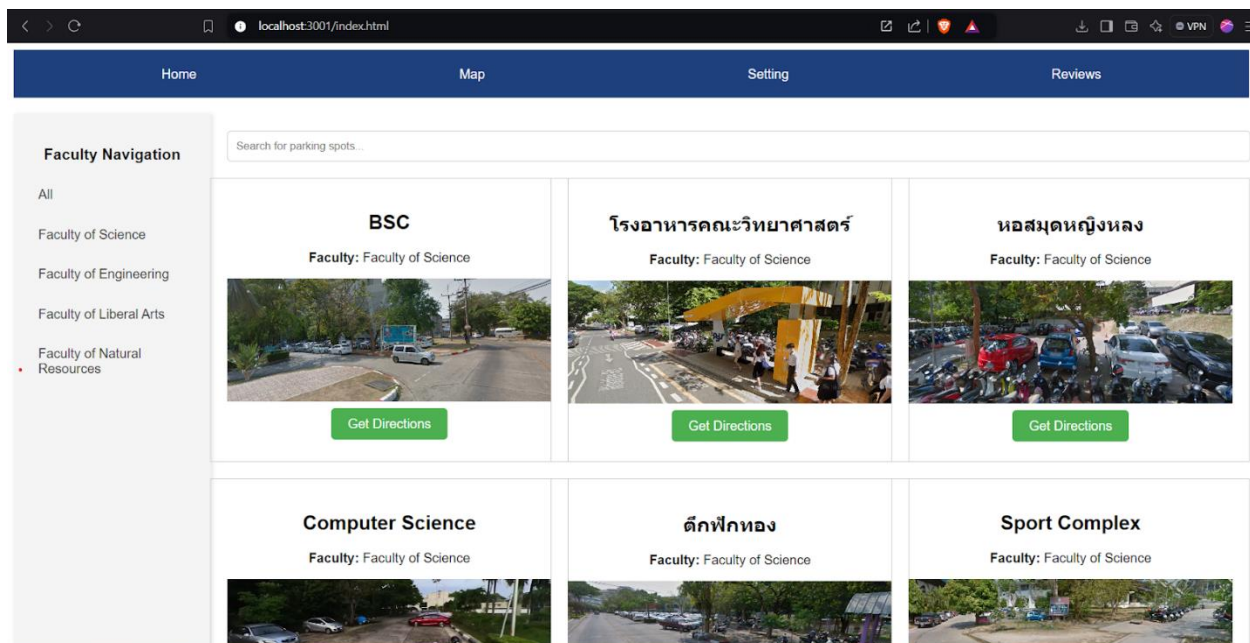 localhost:3001/index.html
VPN
Home Map Setting Reviews
Faculty Navigation
All
Faculty of Science
Faculty of Engineering
Faculty of Liberal Arts
Faculty of Natural
Resources
Search for parking spots...
BSC
Faculty: Faculty of Science
Get Directions
โรงอาหารคณะวิทยาศาสตร์
Faculty: Faculty of Science
Get Directions
หอสมุดหญิงหลง
Faculty: Faculty of Science
Get Directions
Computer Science
Faculty: Faculty of Science
ตึกฟักทอง
Faculty: Faculty of Science
Sport Complex
Faculty: Faculty of Science